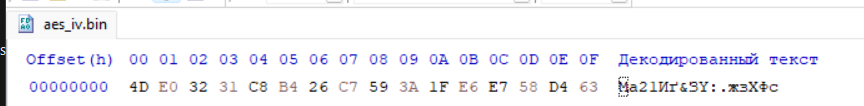 aes_iv.bin
Offset(h) 00 01 02 03 04 05 06 07 08 09 0A 0B 0C 0D 0E 0F Декодированный текст
00000000 4D E0 32 31 C8 B4 26 C7 59 3A 1F E6 E7 58 D4 63 Mа21Иґ&ЗY:.жзXФc